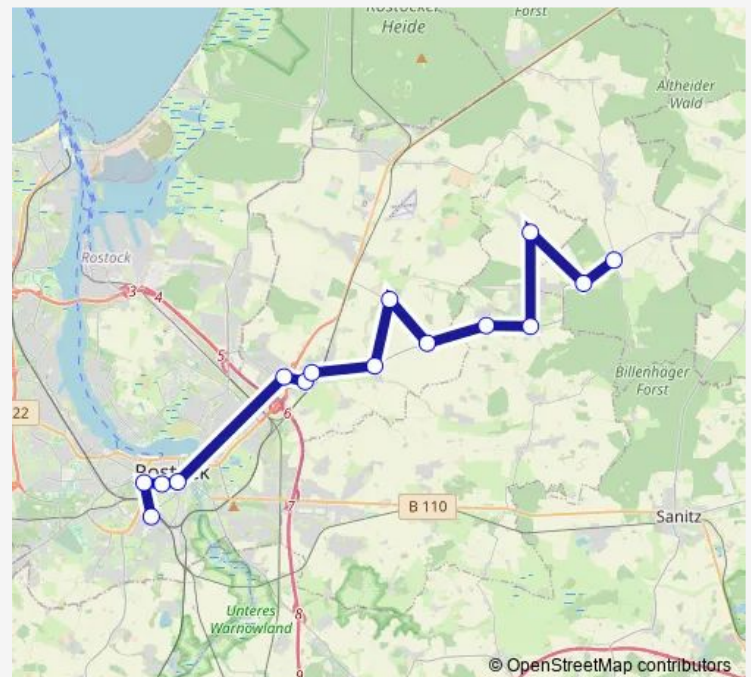 Rostocker
Heide
Forst
Altheider
Wald
Rostock
3
4
5
Billenhager
Forst
22
6
Rostock
7
B 110
Sanitz
Unteres
Warnowland
8
9
© OpenStreetMap contributors